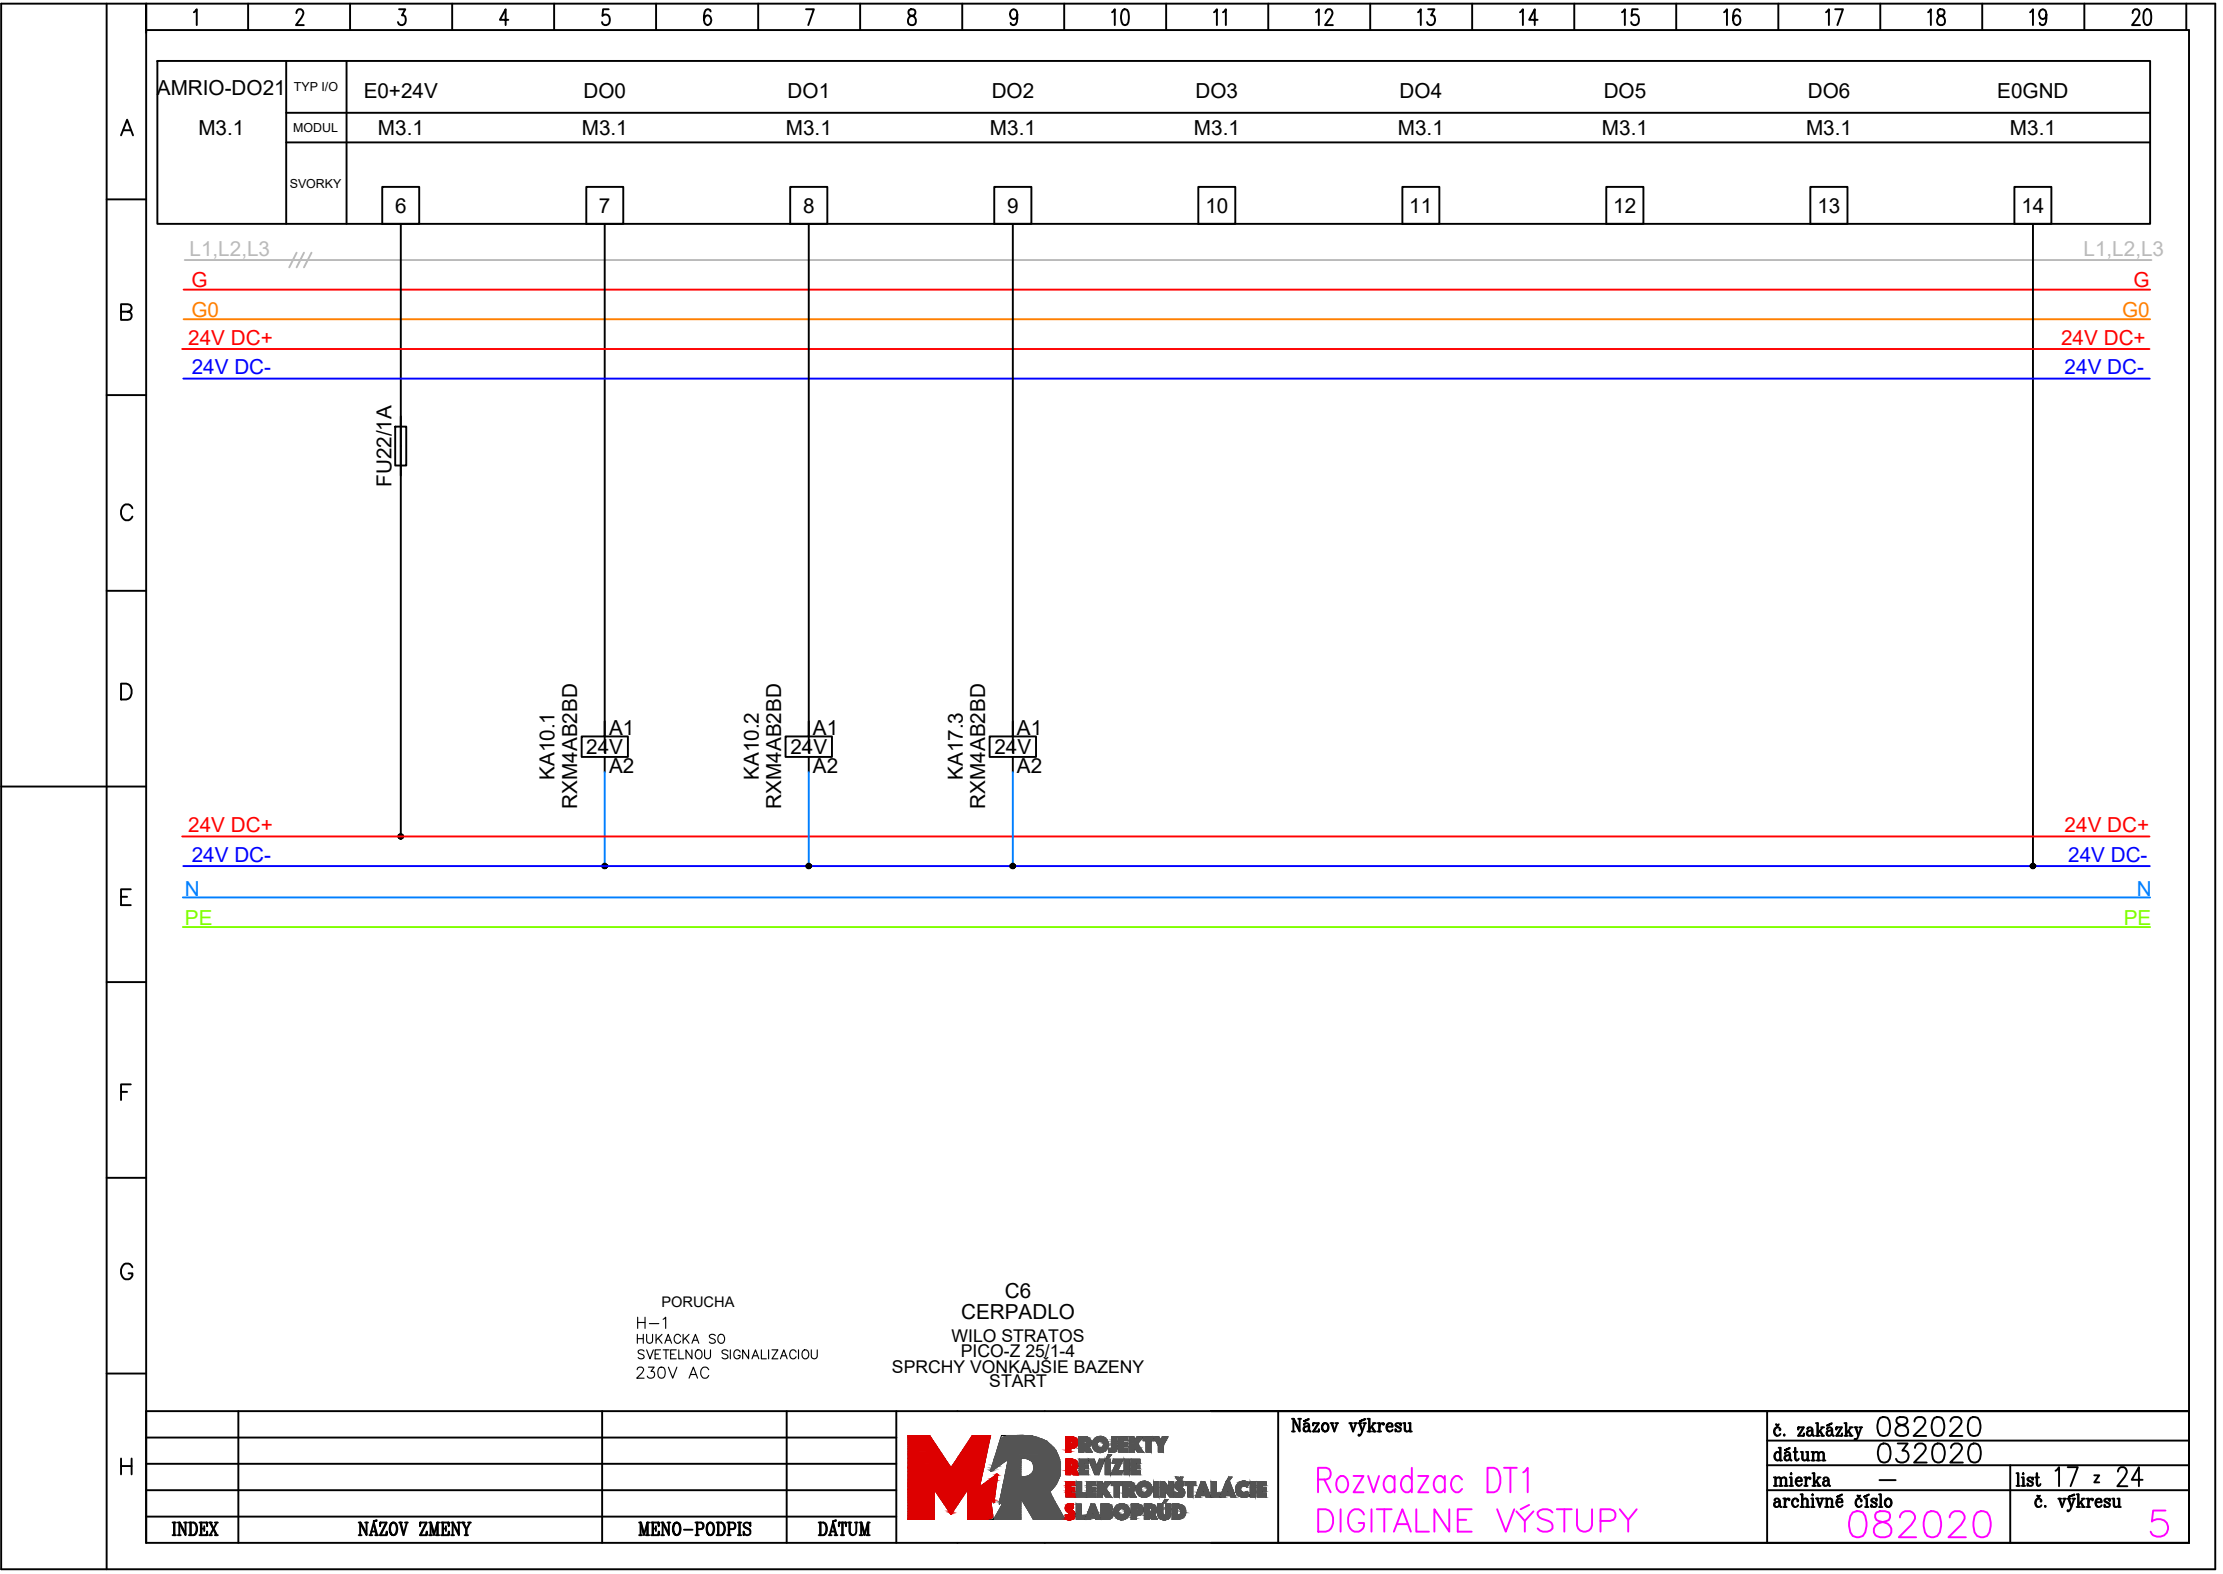 1 2 3 4 5 6 7 8 9 10 11 12 13 14 15 16 17 18 19 20
AMRIO-DO21 TYP I/O E0+24V DO0 DO1 DO2 DO3 DO4 DO5 DO6 E0GND
A M3.1 MODUL M3.1 M3.1 M3.1 M3.1 M3.1 M3.1 M3.1 M3.1 M3.1
SVORKY
6 7 8 9 10 11 12 13 14
L1,L2,L3 L1,L2,L3
G G
B G0 G0
24V DC+ 24V DC+
24V DC- 24V DC-
FU22/1A
C
D
KA10.1
RXM4AB2BD
A1
24V
A2
KA10.2
RXM4AB2BD
A1
24V
A2
KA17.3
RXM4AB2BD
A1
24V
A2
24V DC+ 24V DC+
24V DC- 24V DC-
E N N
PE PE
F
G
PORUCHA
H-1
HUKACKA SO
SVETELNOU SIGNALIZACIOU
230V AC
C6
CERPADLO
WILO STRATOS
PICO-Z 25/1-4
SPRCHY VONKAJŠIE BAZENY
START
H
INDEX NÁZOV ZMENY MENO-PODPIS DÁTUM
MR
PROJEKTY
REVÍZIE
ELEKTROINŠTALÁCIE
SLABOPRÚD
Názov výkresu
Rozvadzac DT1
DIGITALNE VÝSTUPY
č. zakázky 082020
dátum 032020
mierka — list 17 z 24
archivné číslo č. výkresu
082020 5